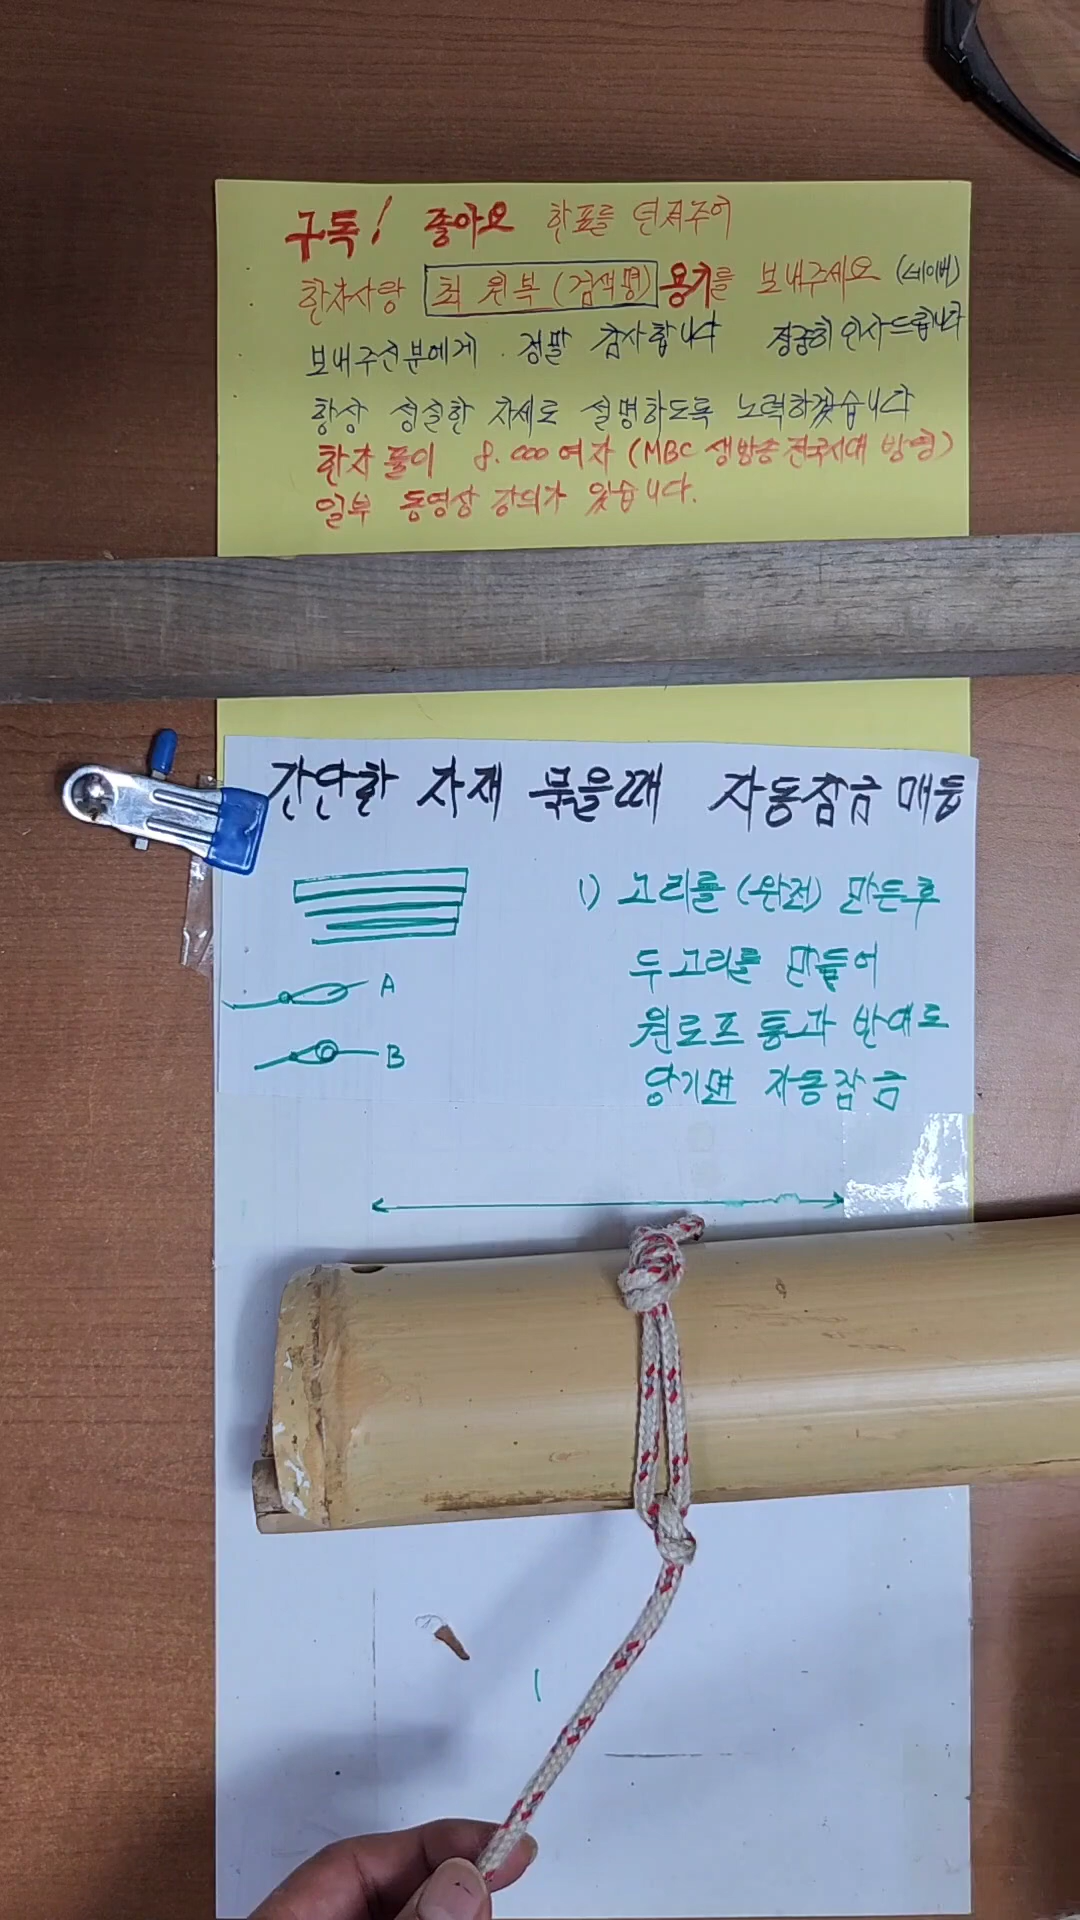 구독! 좋아요 한표를 던져주어
한자사랑 최원복(검색명) 용기를 보내주세요 (네이버)
보내주신분에게 정말 감사합니다 정중히 인사드립니다
항상 성실한 자세로 설명하도록 노력하겠습니다
한자 풀이 8.000여자 (MBC 생방송 전국시대 방영)
일부 동영상 강의가 있습니다.
간단한 자재 묶을때 자동잠금 매듭
1) 고리를 (완전) 만든후
두고리를 만들어
원로프 통과 반대로
당기면 자동잠금
A
B